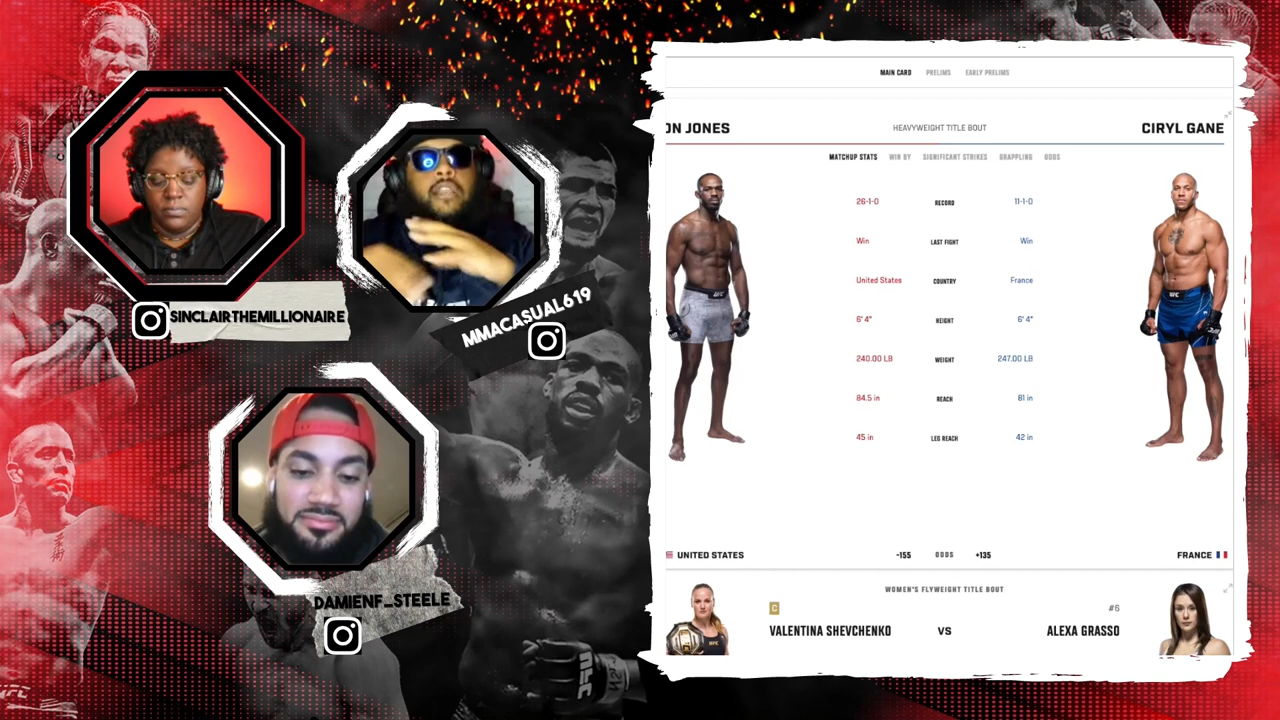 SINCLAIRTHEMILLIONAIRE
MMACASUAL619
DAMIENF_STEELE
MAIN CARD PRELIMS EARLY PRELIMS
ON JONES HEAVYWEIGHT TITLE BOUT CIRYL GANE
MATCHUP STATS WIN BY SIGNIFICANT STRIKES GRAPPLING ODDS
26-1-0 RECORD 11-1-0
Win LAST FIGHT Win
United States COUNTRY France
6' 4" HEIGHT 6' 4"
240.00 LB WEIGHT 247.00 LB
84.5 in REACH 81 in
45 in LEG REACH 42 in
UNITED STATES -155 ODDS +135 FRANCE
WOMEN'S FLYWEIGHT TITLE BOUT
C #6
VALENTINA SHEVCHENKO VS ALEXA GRASSO
UFC
UFC